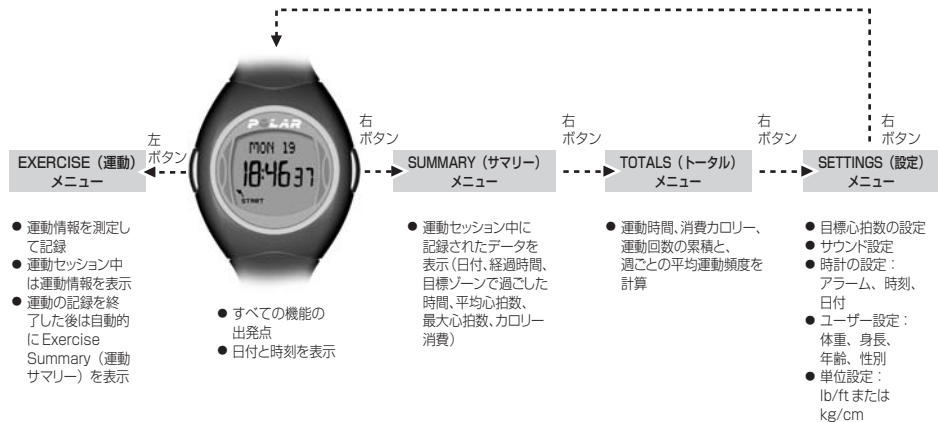 右
ボタン
右
ボタン
右
ボタン
右
ボタン
左
ボタン
EXERCISE（運動）
メニュー
● 運動情報を測定し
て記録
● 運動セッション中
は運動情報を表示
● 運動の記録を終
了した後は自動的
にExercise
Summary（運動
サマリー）を表示
POLAR
MON 19
18:46 37
START
● すべての機能の
出発点
● 日付と時刻を表示
SUMMARY（サマリー）
メニュー
● 運動セッション中に
記録されたデータを
表示（日付、経過時間、
目標ゾーンで過ごした
時間、平均心拍数、
最大心拍数、カロリー
消費）
TOTALS（トータル）
メニュー
● 運動時間、消費カロリー、
運動回数の累積と、
週ごとの平均運動頻度を
計算
SETTINGS（設定）
メニュー
● 目標心拍数の設定
● サウンド設定
● 時計の設定：
アラーム、時刻、
日付
● ユーザー設定：
体重、身長、
年齢、性別
● 単位設定：
lb/ftまたは
kg/cm